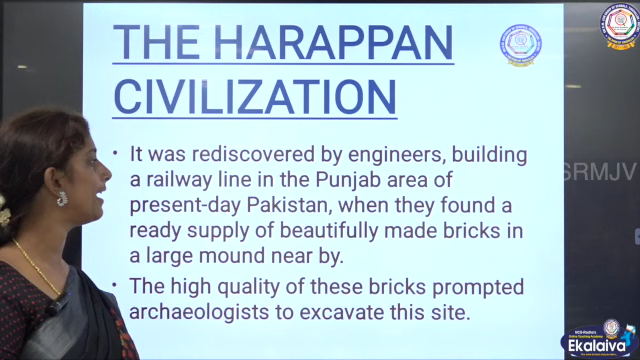 THE HARAPPAN
CIVILIZATION
• It was rediscovered by engineers, building
a railway line in the Punjab area of
present-day Pakistan, when they found a
ready supply of beautifully made bricks in
a large mound near by.
• The high quality of these bricks prompted
archaeologists to excavate this site.
SRMJV
Ekalaiva